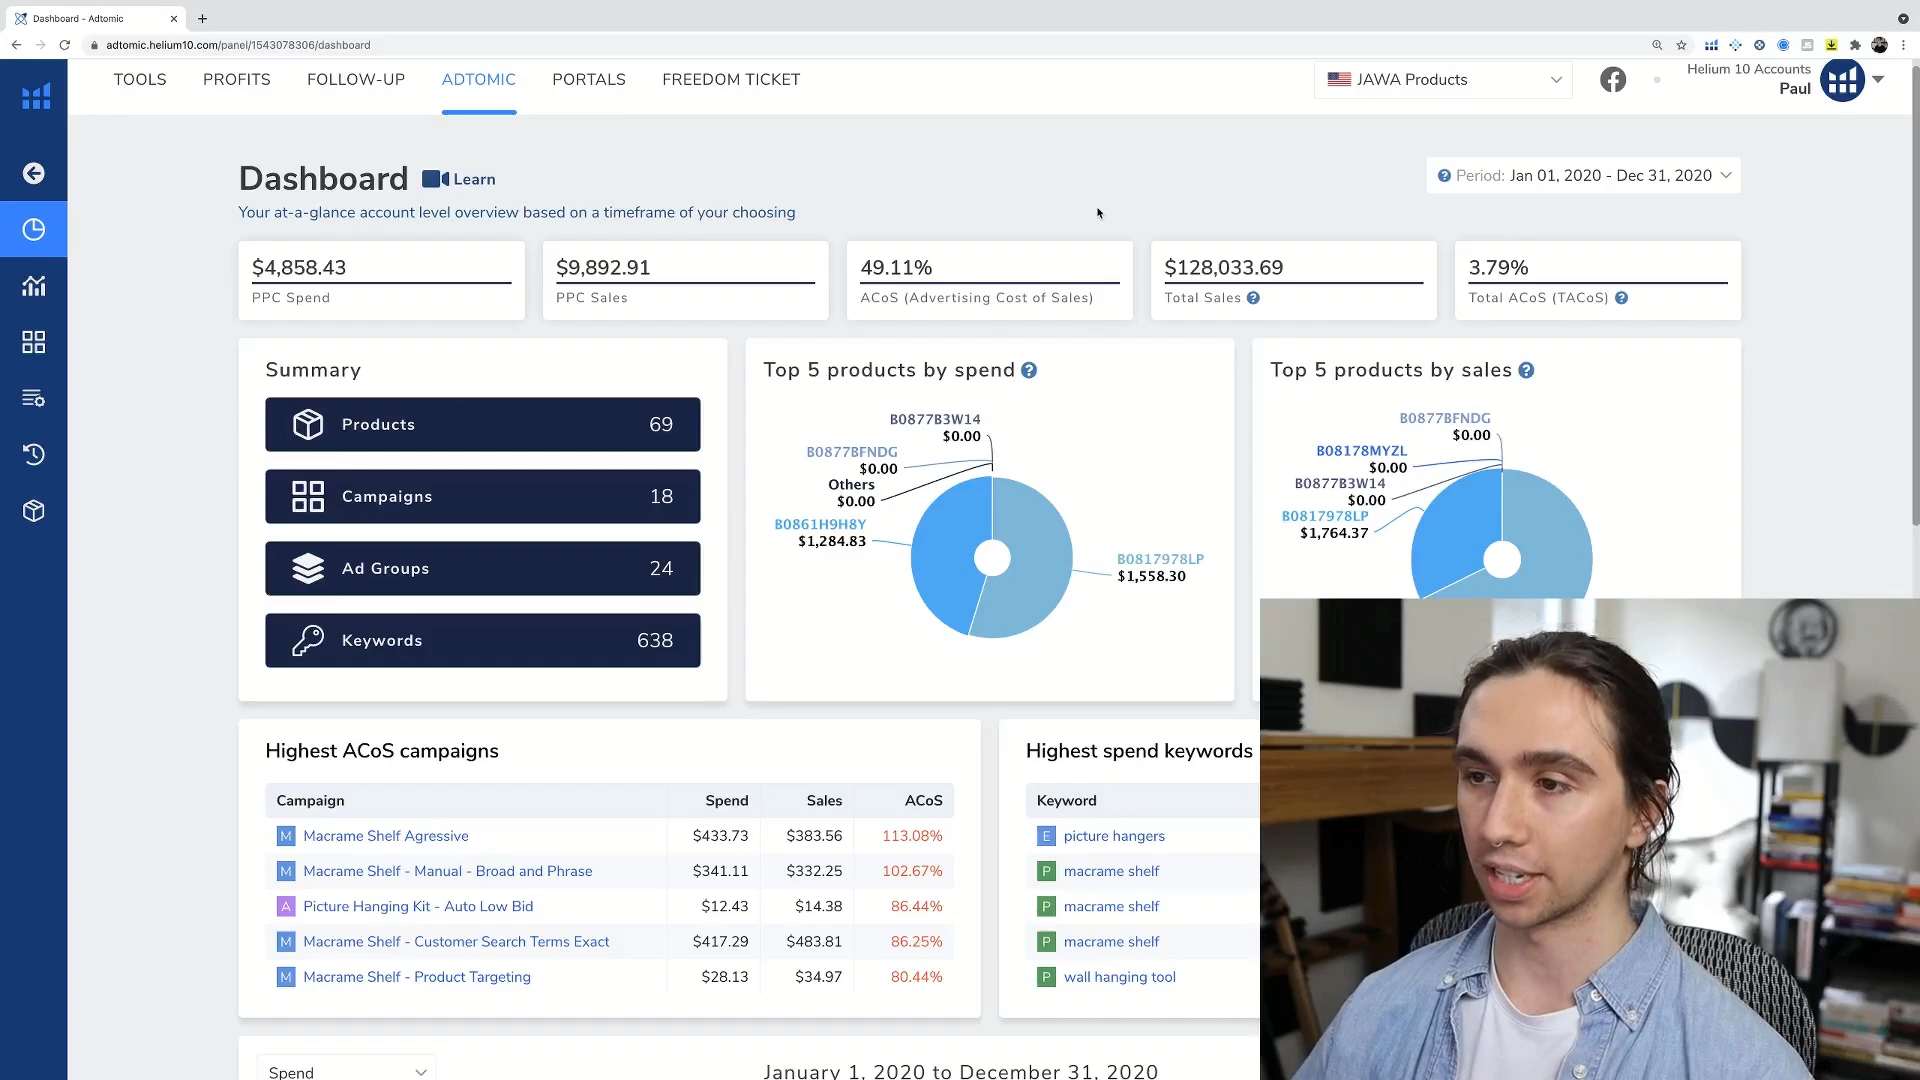 Dashboard - Adtomic
adtomic.helium10.com/panel/1543078306/dashboard
TOOLS PROFITS FOLLOW-UP ADTOMIC PORTALS FREEDOM TICKET
JAWA Products
Helium 10 Accounts
Paul
Dashboard Learn
Your at-a-glance account level overview based on a timeframe of your choosing
Period: Jan 01, 2020 - Dec 31, 2020
$4,858.43
PPC Spend
$9,892.91
PPC Sales
49.11%
ACoS (Advertising Cost of Sales)
$128,033.69
Total Sales
3.79%
Total ACoS (TACoS)
Summary
Products 69
Campaigns 18
Ad Groups 24
Keywords 638
Top 5 products by spend
B0877B3W14
$0.00
B0877BFNDG
$0.00
Others
$0.00
B0861H9H8Y
$1,284.83
B0817978LP
$1,558.30
Top 5 products by sales
B0877BFNDG
$0.00
B08178MYZL
$0.00
B0877B3W14
$0.00
B0817978LP
$1,764.37
Highest ACoS campaigns
Campaign Spend Sales ACoS
M Macrame Shelf Agressive $433.73 $383.56 113.08%
M Macrame Shelf - Manual - Broad and Phrase $341.11 $332.25 102.67%
A Picture Hanging Kit - Auto Low Bid $12.43 $14.38 86.44%
M Macrame Shelf - Customer Search Terms Exact $417.29 $483.81 86.25%
M Macrame Shelf - Product Targeting $28.13 $34.97 80.44%
Highest spend keywords
Keyword
E picture hangers
P macrame shelf
P macrame shelf
P macrame shelf
P wall hanging tool
Spend
January 1, 2020 to December 31, 2020